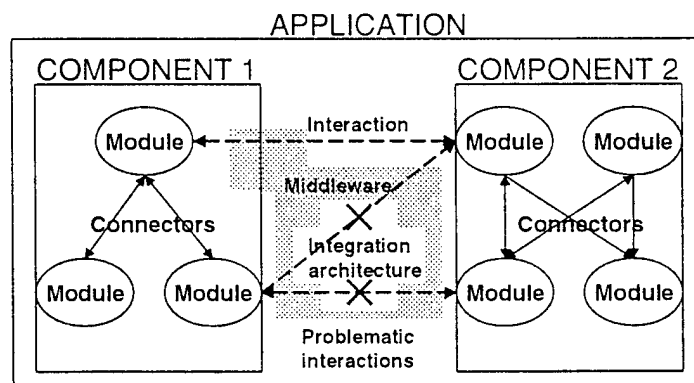 APPLICATION
COMPONENT 1
COMPONENT 2
Module
Interaction
Module
Module
Middleware
Connectors
Connectors
Integration
architecture
Module
Module
Module
Module
Problematic
interactions